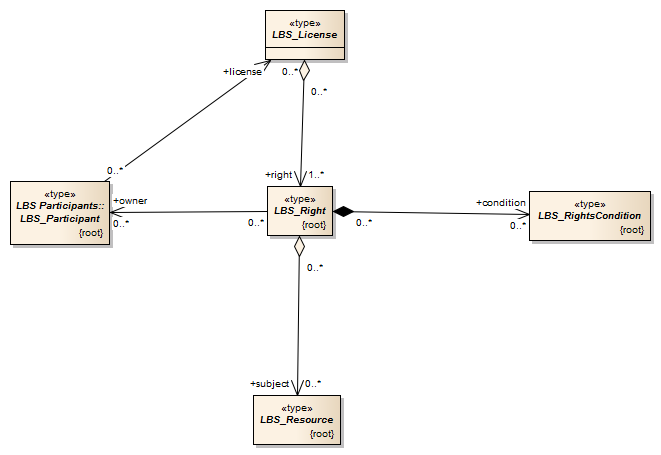 «type»
LBS_License
+license
0..*
0..*
0..*
+right
1..*
«type»
LBS Participants::
LBS_Participant
{root}
+owner
0..*
0..*
«type»
LBS_Right
{root}
0..*
+condition
0..*
«type»
LBS_RightsCondition
{root}
0..*
+subject
0..*
«type»
LBS_Resource
{root}